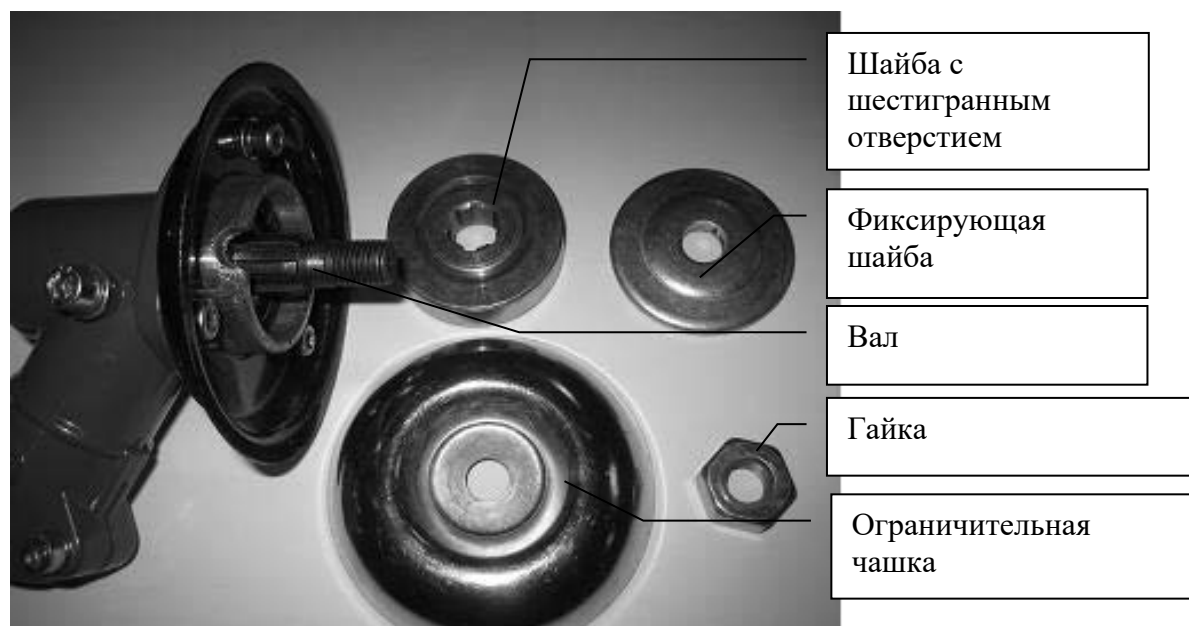 Шайба с
шестигранным
отверстием
Фиксирующая
шайба
Вал
Гайка
Ограничительная
чашка